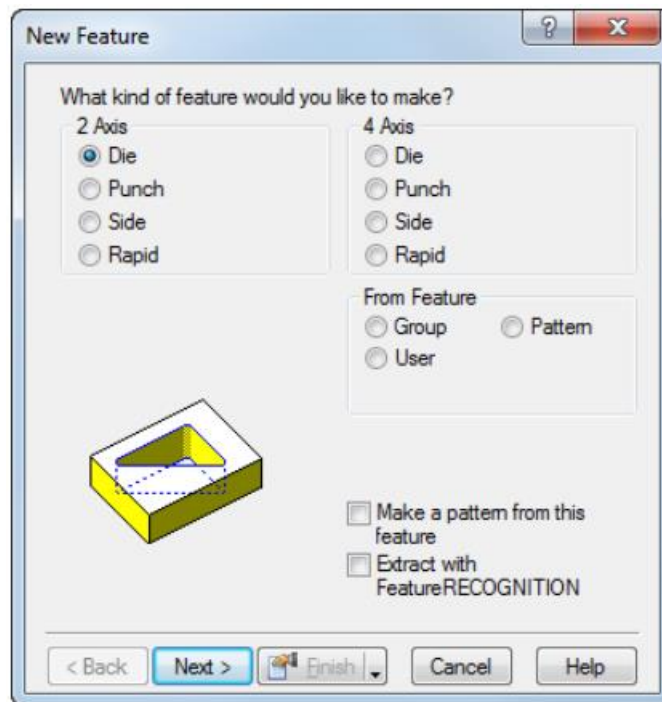 New Feature
What kind of feature would you like to make?
2 Axis
Die
Punch
Side
Rapid
4 Axis
Die
Punch
Side
Rapid
From Feature
Group
Pattern
User
Make a pattern from this
feature
Extract with
FeatureRECOGNITION
< Back
Next >
Finish
Cancel
Help